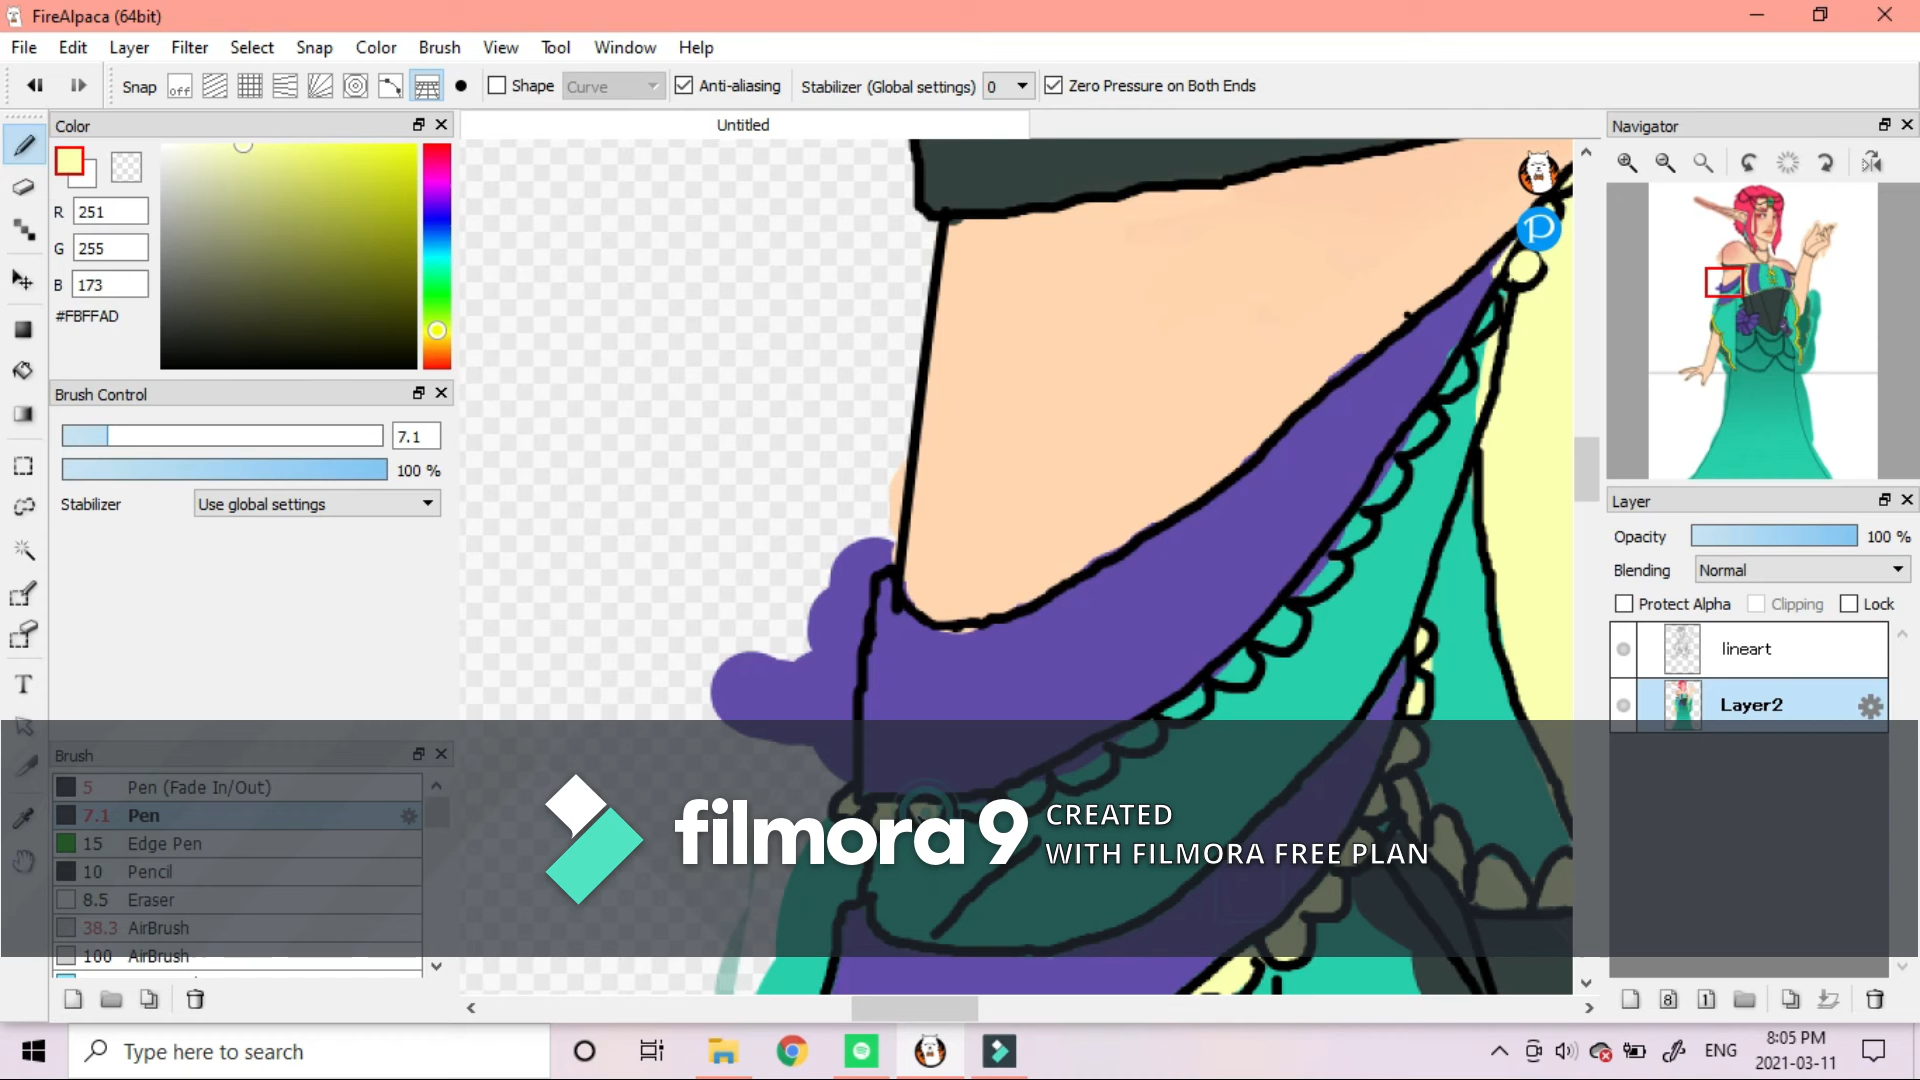 FireAlpaca (64bit)
File Edit Layer Filter Select Snap Color Brush View Tool Window Help
Snap off Shape Curve Anti-aliasing Stabilizer (Global settings) 0 Zero Pressure on Both Ends
Color
Untitled
Navigator
R 251
G 255
B 173
#FBFFAD
Brush Control
7.1
100 %
Stabilizer Use global settings
P
Layer
Opacity 100 %
Blending Normal
Protect Alpha Clipping Lock
lineart
Layer2
T
Brush
5 Pen (Fade In/Out)
7.1 Pen
15 Edge Pen
10 Pencil
8.5 Eraser
38.3 AirBrush
100 AirBrush
filmora9 CREATED
WITH FILMORA FREE PLAN
8 1
Type here to search
ENG
8:05 PM
2021-03-11